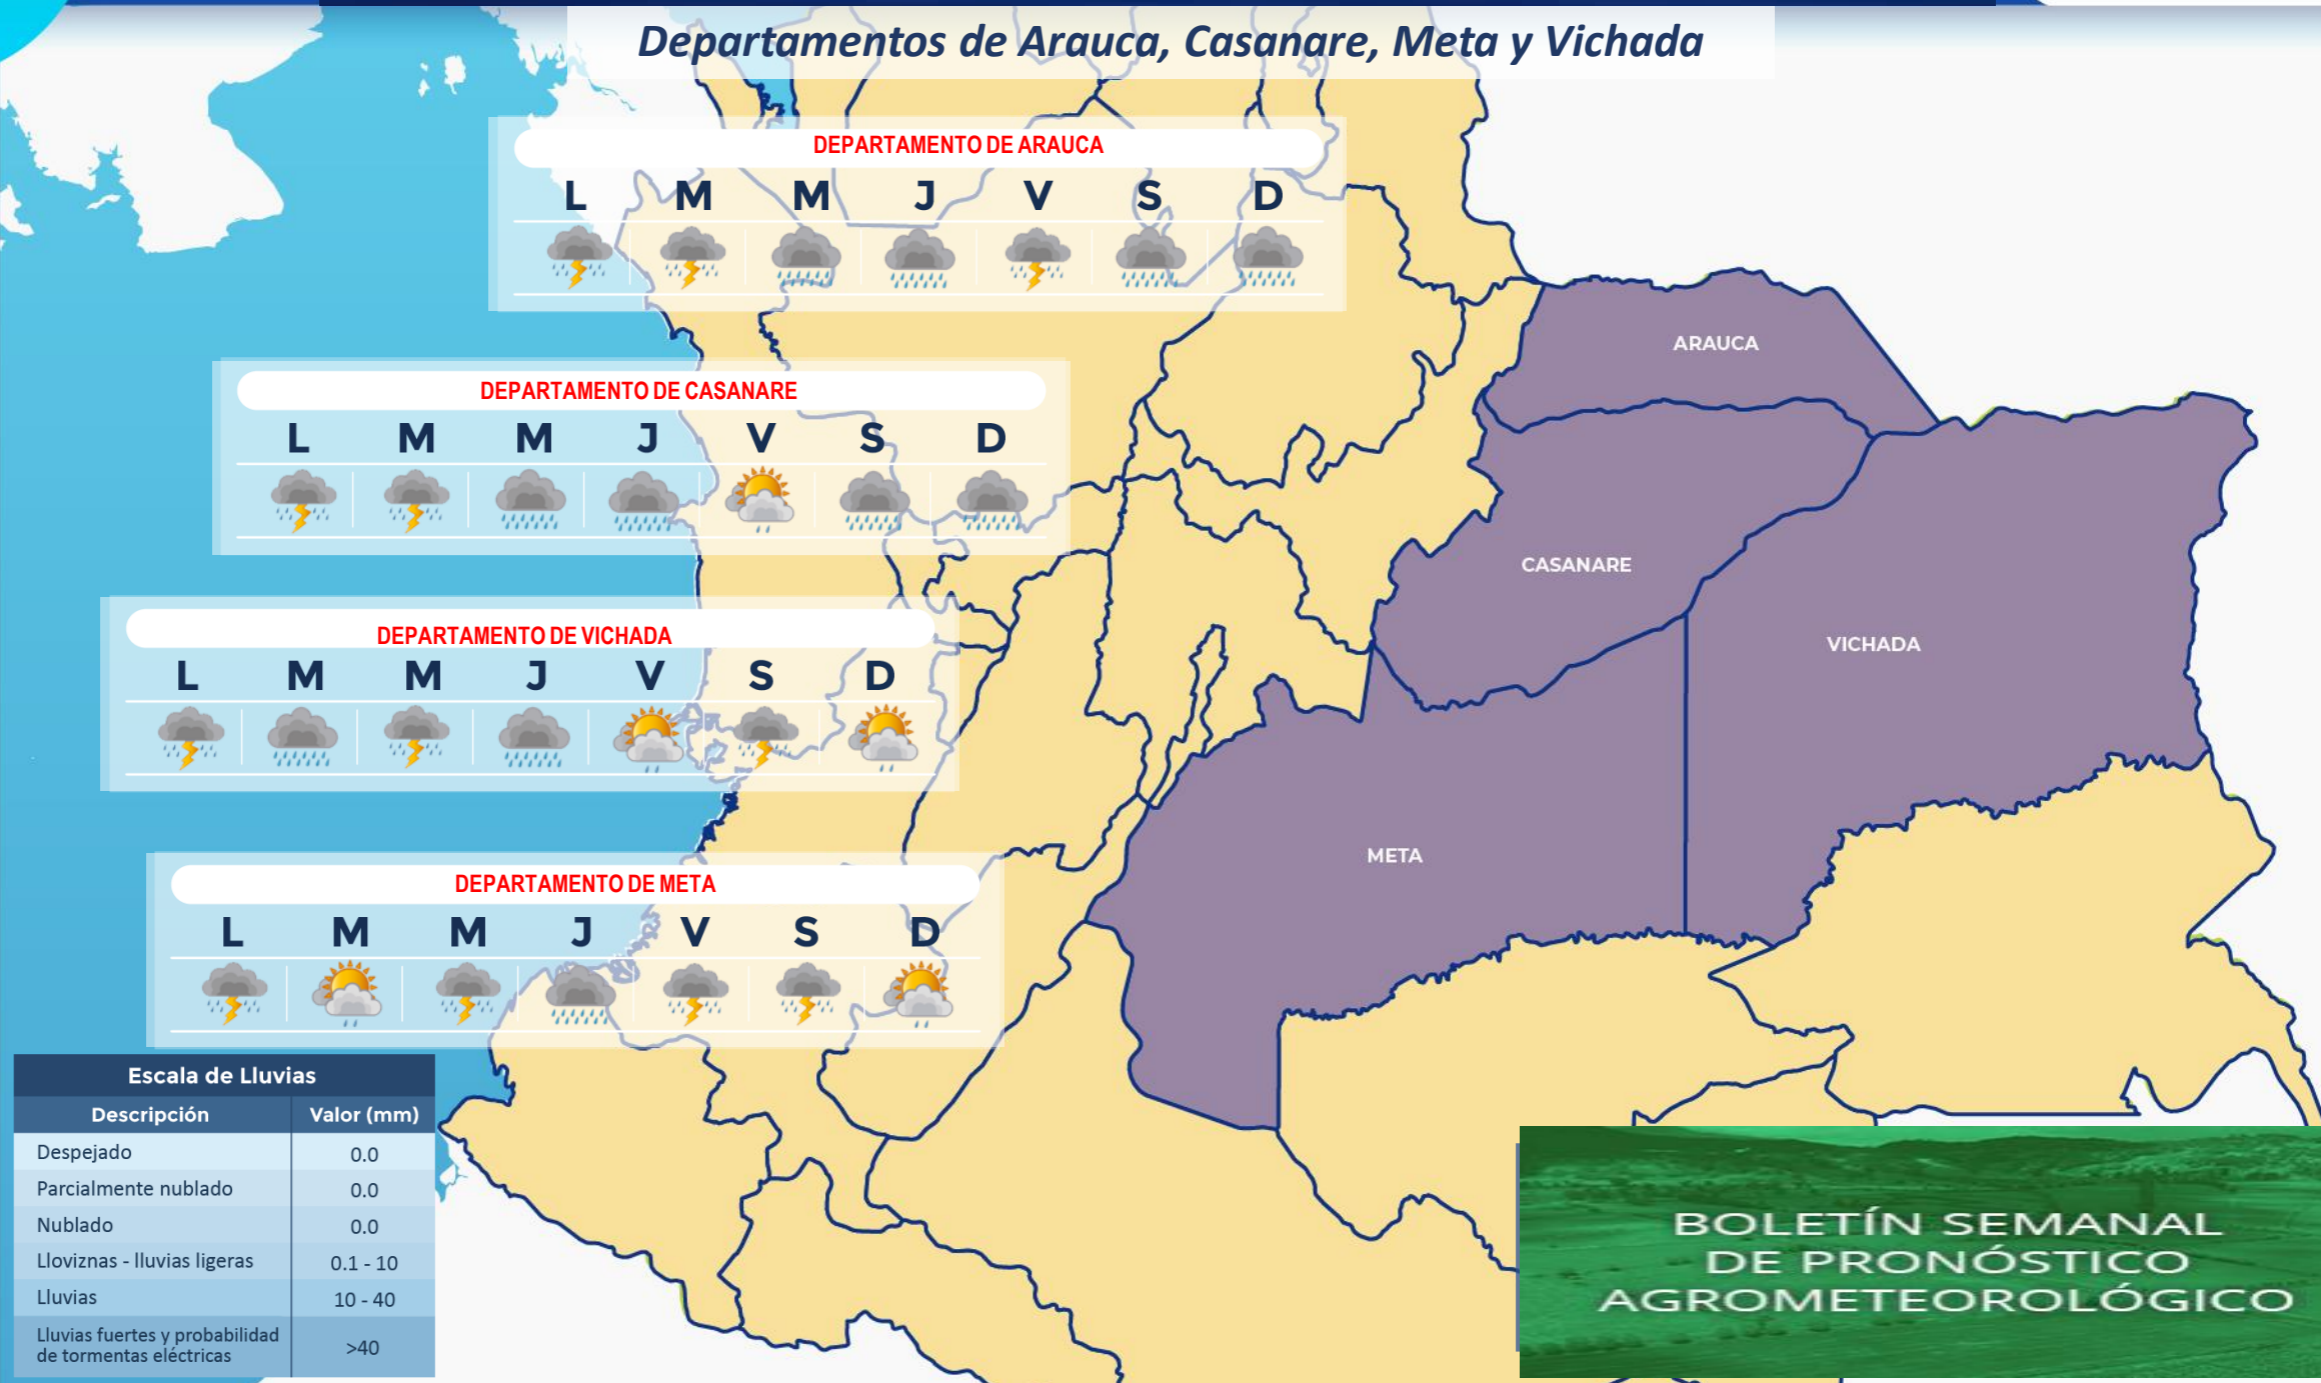 Departamentos de Arauca, Casanare, Meta y Vichada
DEPARTAMENTO DE ARAUCA
L M M J V S D
DEPARTAMENTO DE CASANARE
L M M J V S D
DEPARTAMENTO DE VICHADA
L M M J V S D
DEPARTAMENTO DE META
L M M J V S D
ARAUCA
CASANARE
VICHADA
META
Escala de Lluvias
Descripción Valor (mm)
Despejado 0.0
Parcialmente nublado 0.0
Nublado 0.0
Lloviznas - lluvias ligeras 0.1 - 10
Lluvias 10 - 40
Lluvias fuertes y probabilidad
de tormentas eléctricas >40
BOLETÍN SEMANAL
DE PRONÓSTICO
AGROMETEOROLÓGICO